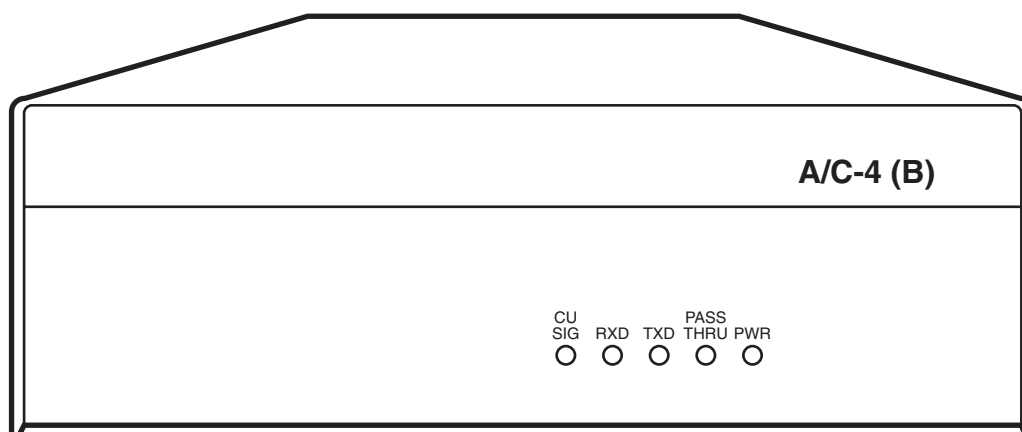 A/C-4 (B)
CU
SIG
RXD
TXD
PASS
THRU
PWR